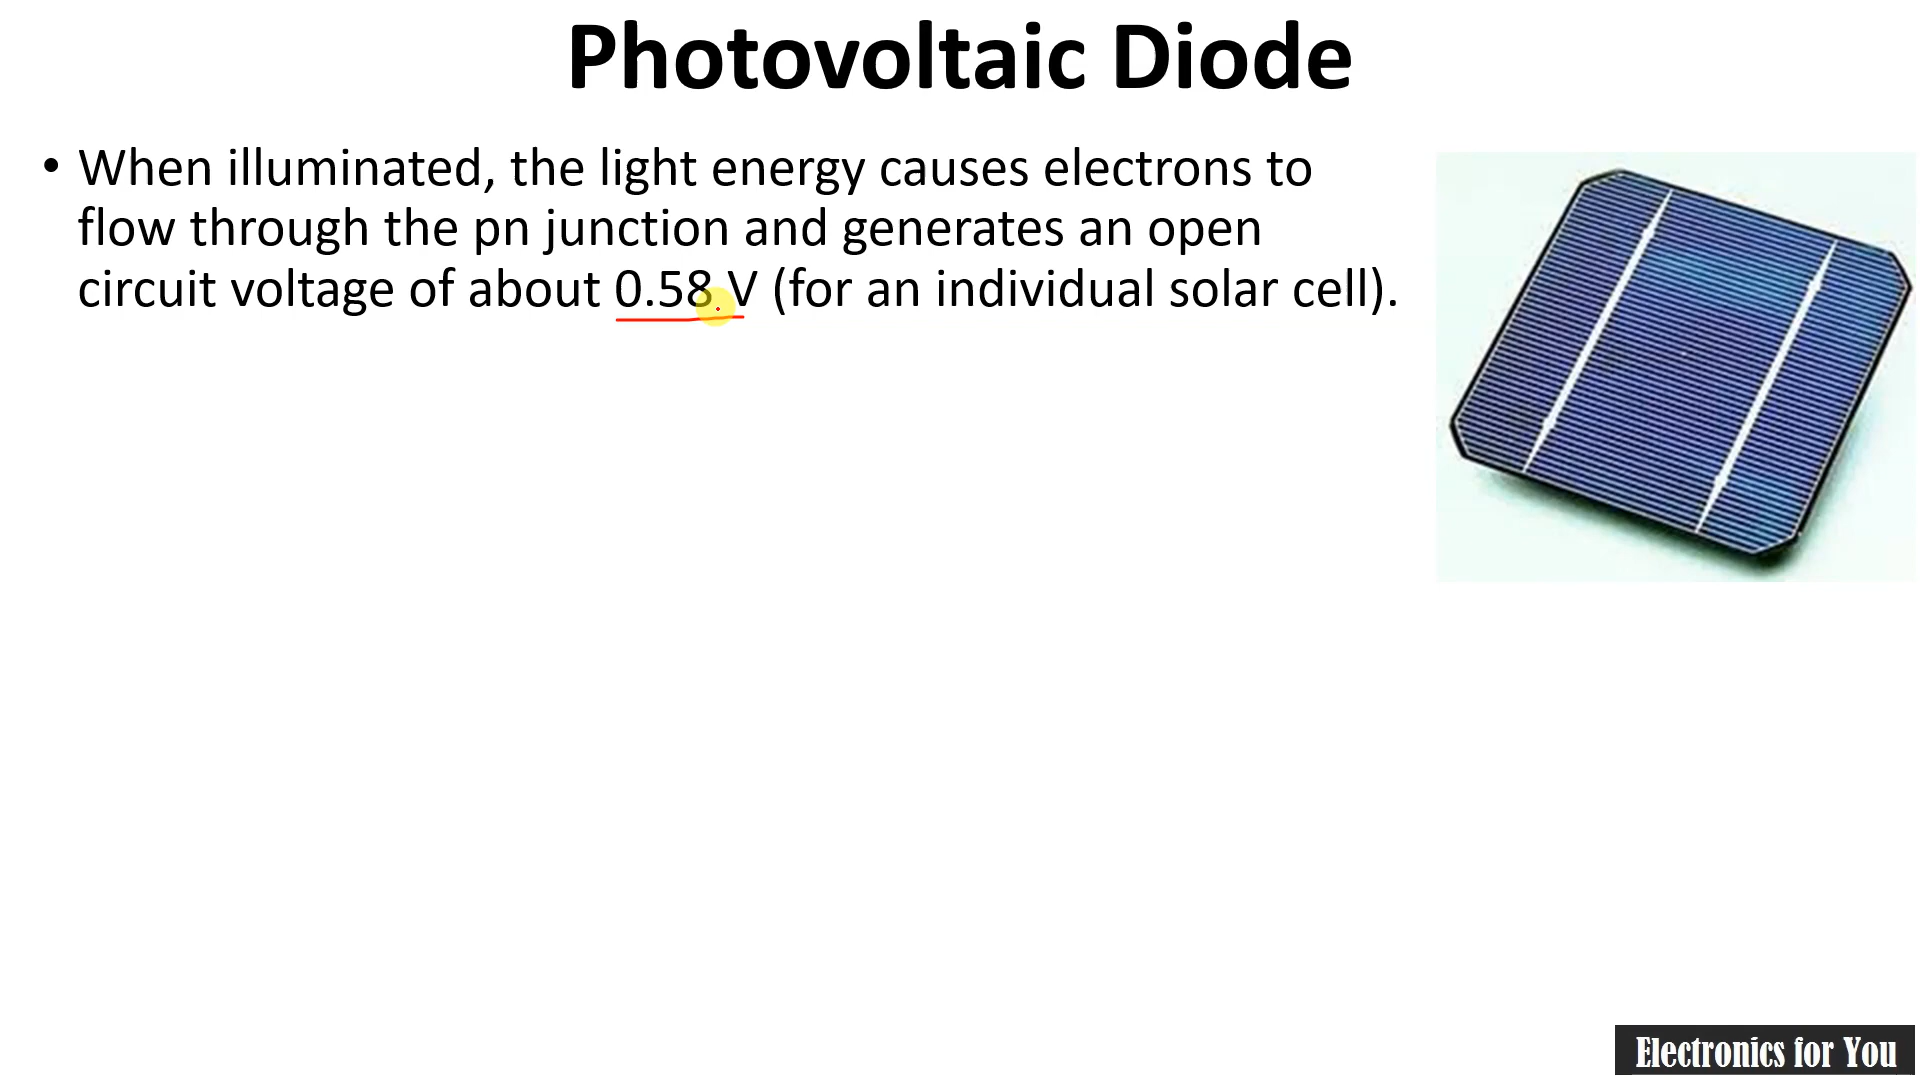 Photovoltaic Diode
• When illuminated, the light energy causes electrons to
flow through the pn junction and generates an open
circuit voltage of about 0.58 V (for an individual solar cell).
Electronics for You